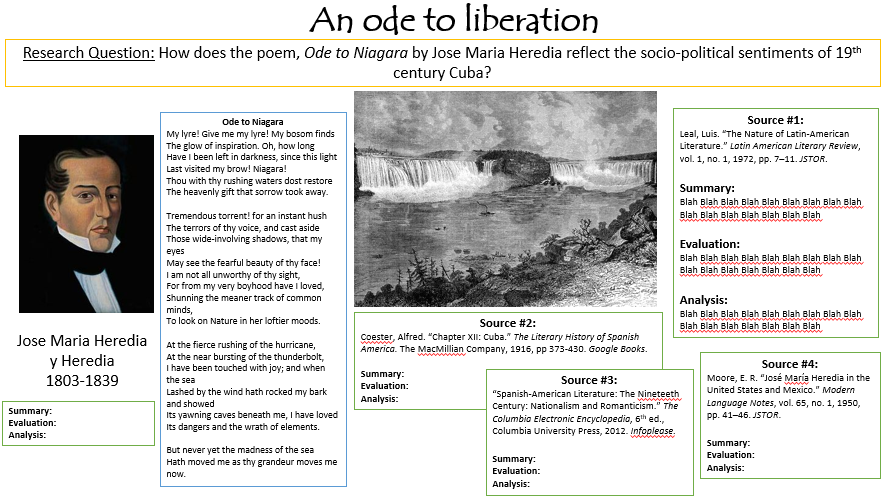 An ode to liberation
Research Question: How does the poem, Ode to Niagara by Jose Maria Heredia reflect the socio-political sentiments of 19th
century Cuba?
Jose Maria Heredia
y Heredia
1803-1839
Summary:
Evaluation:
Analysis:
Ode to Niagara
My lyre! Give me my lyre! My bosom finds
The glow of inspiration. Oh, how long
Have I been left in darkness, since this light
Last visited my brow! Niagara!
Thou with thy rushing waters dost restore
The heavenly gift that sorrow took away.
Tremendous torrent! for an instant hush
The terrors of thy voice, and cast aside
Those wide-involving shadows, that my
eyes
May see the fearful beauty of thy face!
I am not all unworthy of thy sight,
For from my very boyhood have I loved,
Shunning the meaner track of common
minds,
To look on Nature in her loftier moods.
At the fierce rushing of the hurricane,
At the near bursting of the thunderbolt,
I have been touched with joy; and when
the sea
Lashed by the wind hath rocked my bark
and showed
Its yawning caves beneath me, I have loved
Its dangers and the wrath of elements.
But never yet the madness of the sea
Hath moved me as thy grandeur moves me
now.
Source #2:
Coester, Alfred. “Chapter XII: Cuba.” The Literary History of Spanish
America. The MacMillian Company, 1916, pp 373-430. Google Books.
Summary:
Evaluation:
Analysis:
Source #3:
“Spanish-American Literature: The Nineteeth
Century: Nationalism and Romanticism.” The
Columbia Electronic Encyclopedia, 6th ed.,
Columbia University Press, 2012. Infoplease.
Summary:
Evaluation:
Analysis:
Source #1:
Leal, Luis. “The Nature of Latin-American
Literature.” Latin American Literary Review,
vol. 1, no. 1, 1972, pp. 7–11. JSTOR.
Summary:
Blah Blah Blah Blah Blah Blah Blah Blah Blah
Blah Blah Blah Blah Blah Blah Blah
Evaluation:
Blah Blah Blah Blah Blah Blah Blah Blah Blah
Blah Blah Blah Blah Blah Blah Blah
Analysis:
Blah Blah Blah Blah Blah Blah Blah Blah Blah
Blah Blah Blah Blah Blah Blah Blah
Source #4:
Moore, E. R. “José María Heredia in the
United States and Mexico.” Modern
Language Notes, vol. 65, no. 1, 1950,
pp. 41–46. JSTOR.
Summary:
Evaluation:
Analysis: